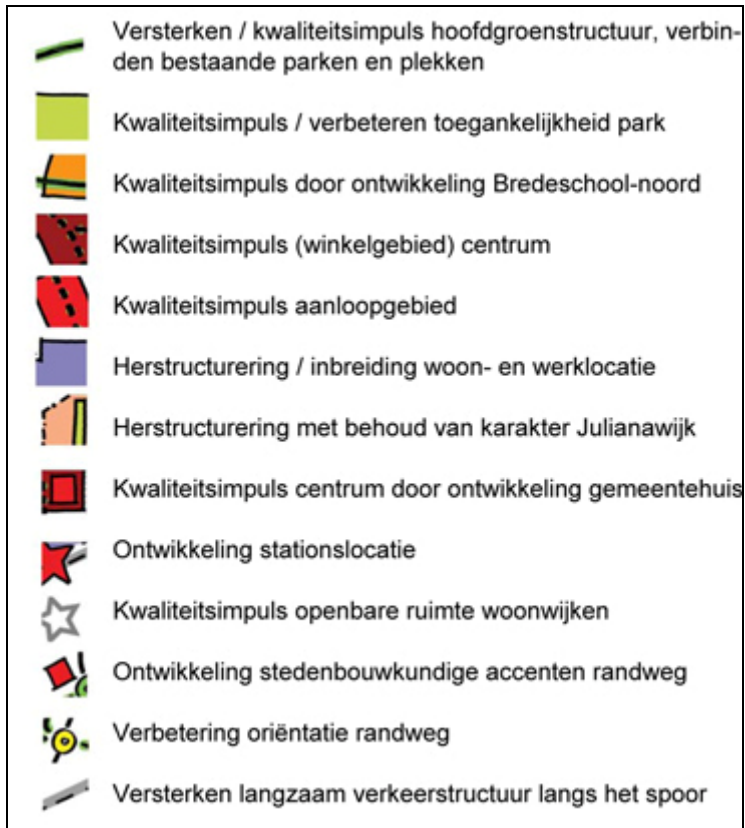 Versterken / kwaliteitsimpuls hoofdgroenstructuur, verbin-
den bestaande parken en plekken
Kwaliteitsimpuls / verbeteren toegankelijkheid park
Kwaliteitsimpuls door ontwikkeling Bredeschool-noord
Kwaliteitsimpuls (winkelgebied) centrum
Kwaliteitsimpuls aanloopgebied
Herstructurering / inbreiding woon- en werklocatie
Herstructurering met behoud van karakter Julianawijk
Kwaliteitsimpuls centrum door ontwikkeling gemeentehuis
Ontwikkeling stationslocatie
Kwaliteitsimpuls openbare ruimte woonwijken
Ontwikkeling stedenbouwkundige accenten randweg
Verbetering oriëntatie randweg
Versterken langzaam verkeerstructuur langs het spoor